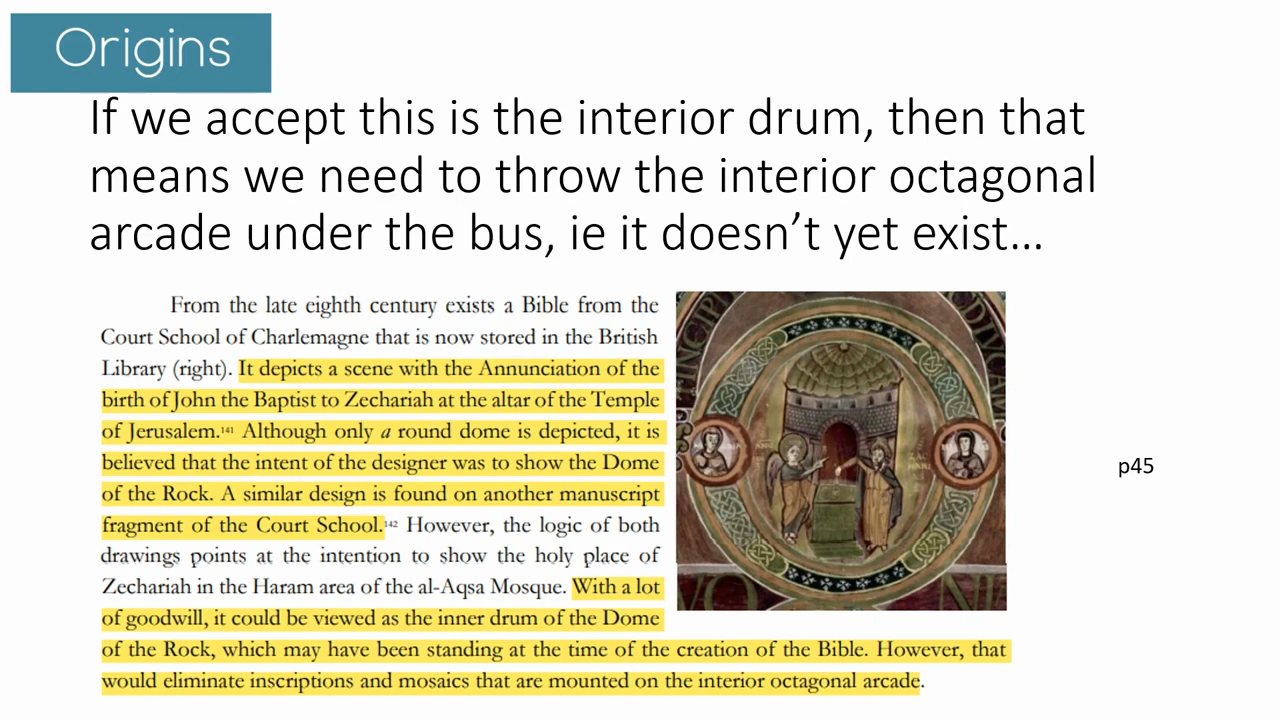 Origins
If we accept this is the interior drum, then that
means we need to throw the interior octagonal
arcade under the bus, ie it doesn’t yet exist…
From the late eighth century exists a Bible from the
Court School of Charlemagne that is now stored in the British
Library (right). It depicts a scene with the Annunciation of the
birth of John the Baptist to Zechariah at the altar of the Temple
of Jerusalem.141 Although only a round dome is depicted, it is
believed that the intent of the designer was to show the Dome
of the Rock. A similar design is found on another manuscript
fragment of the Court School.142 However, the logic of both
drawings points at the intention to show the holy place of
Zechariah in the Haram area of the al-Aqsa Mosque. With a lot
of goodwill, it could be viewed as the inner drum of the Dome
of the Rock, which may have been standing at the time of the creation of the Bible. However, that
would eliminate inscriptions and mosaics that are mounted on the interior octagonal arcade.
p45